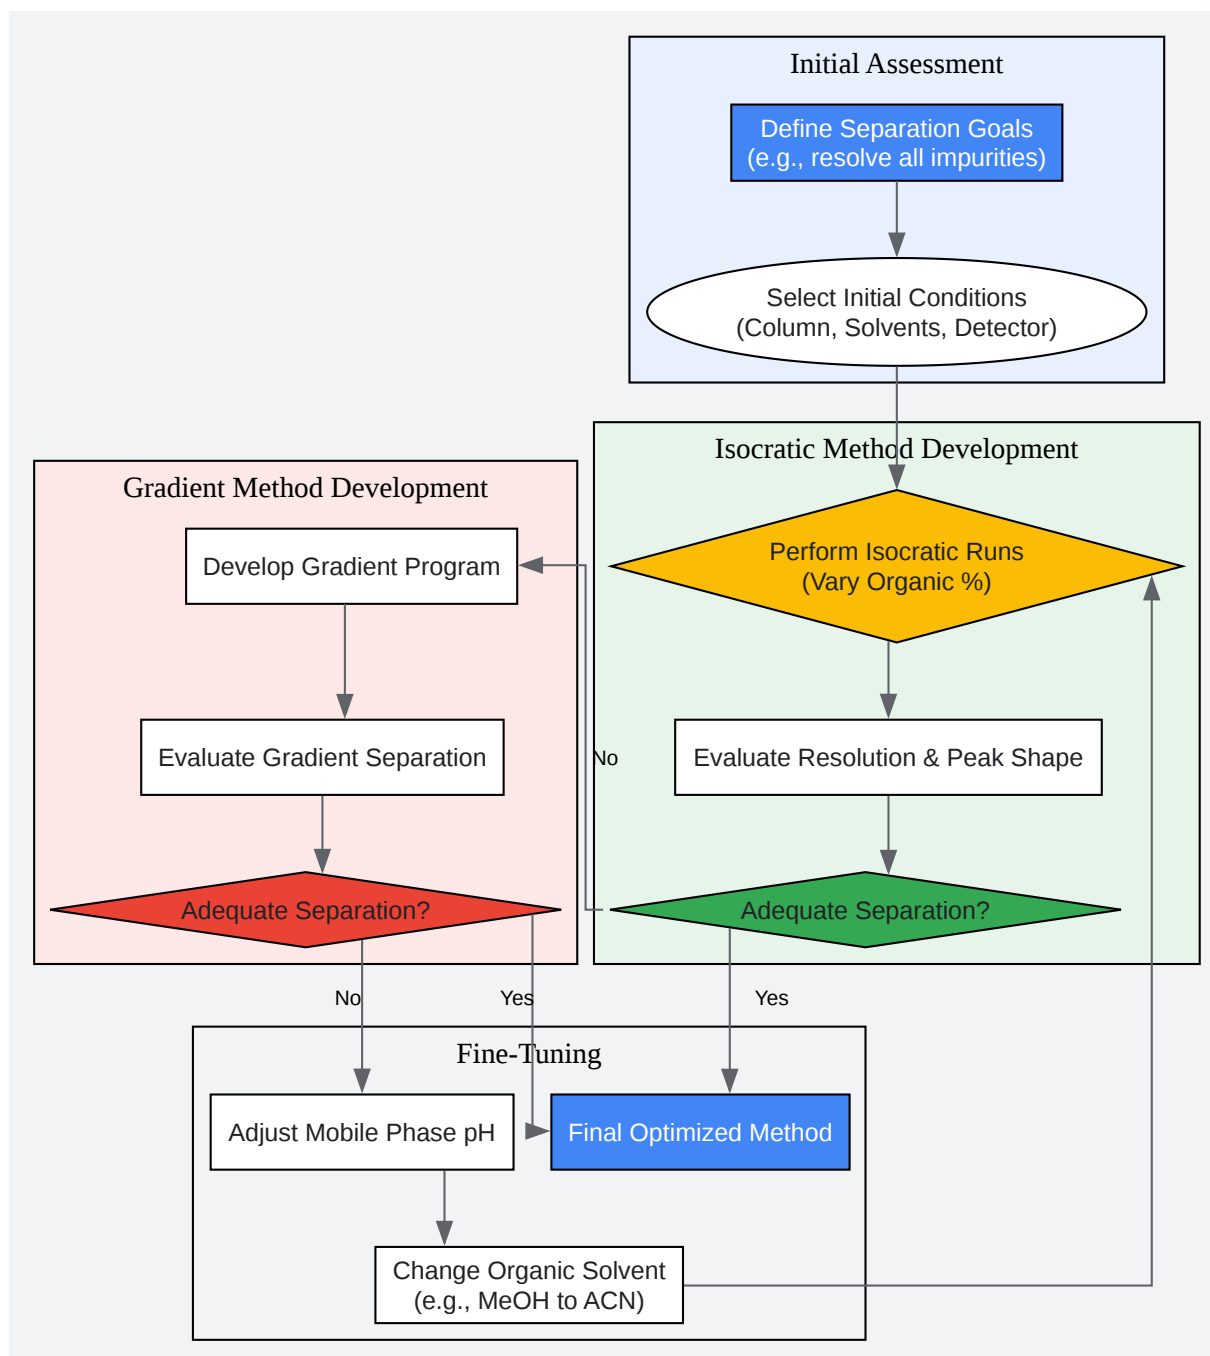 Initial Assessment
Define Separation Goals
(e.g., resolve all impurities)
Select Initial Conditions
(Column, Solvents, Detector)
Isocratic Method Development
Perform Isocratic Runs
(Vary Organic %)
Evaluate Resolution & Peak Shape
Adequate Separation?
No
Yes
Gradient Method Development
Develop Gradient Program
Evaluate Gradient Separation
Adequate Separation?
No
Yes
Fine-Tuning
Adjust Mobile Phase pH
Final Optimized Method
Change Organic Solvent
(e.g., MeOH to ACN)